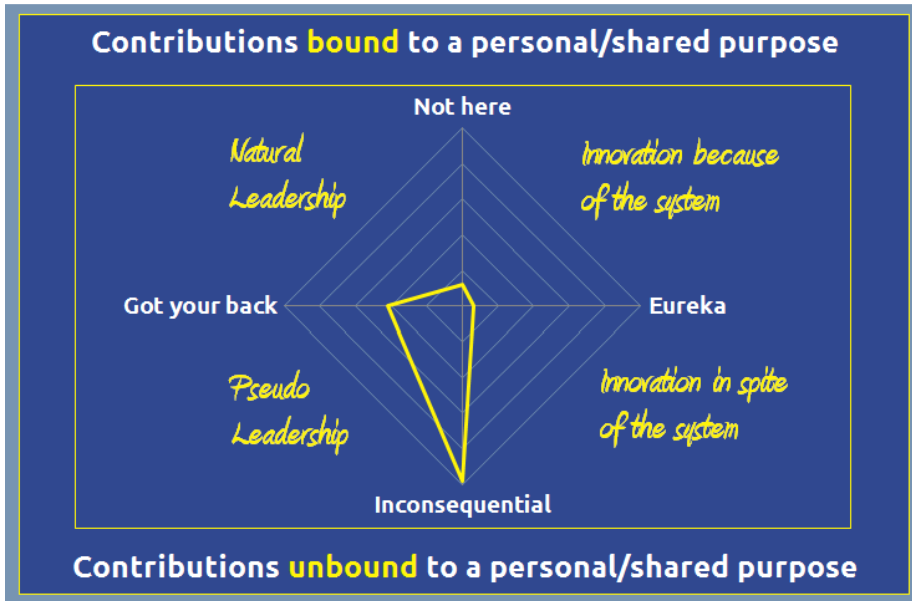 Contributions bound to a personal/shared purpose
Not here
Natural
Leadership
Innovation because
of the system
Got your back
Eureka
Pseudo
Leadership
Innovation in spite
of the system
Inconsequential
Contributions unbound to a personal/shared purpose